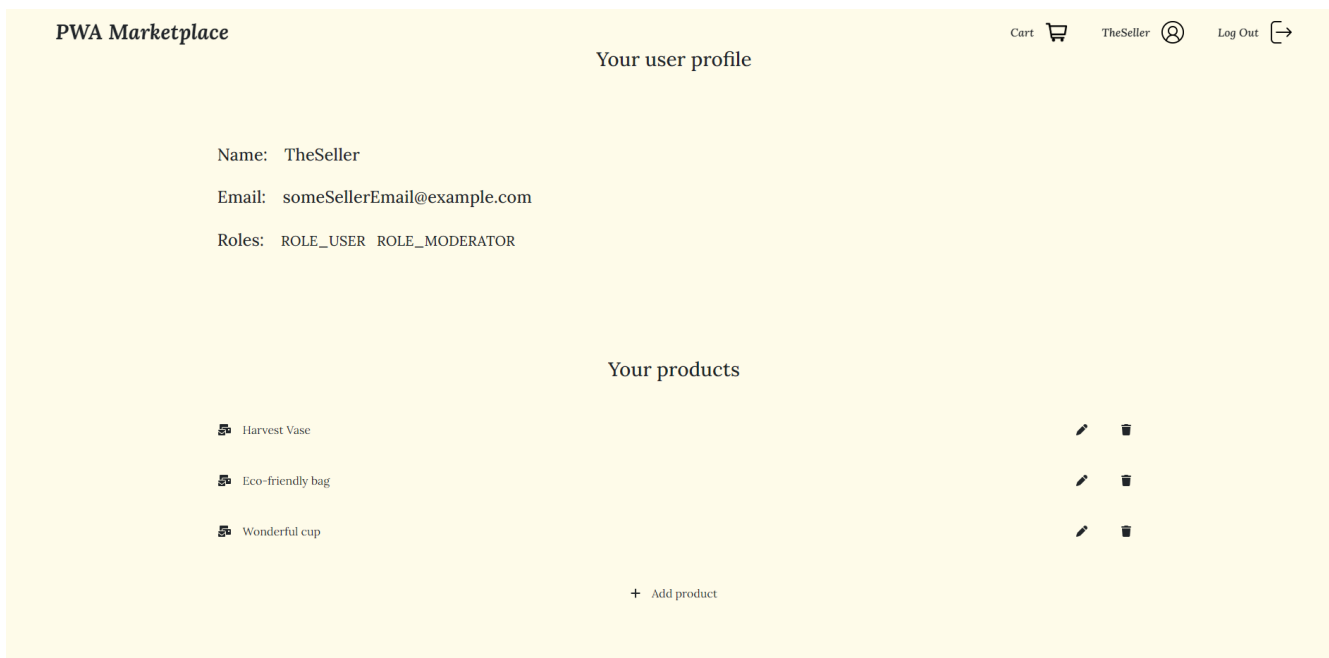 PWA Marketplace
Cart TheSeller Log Out
Your user profile
Name: TheSeller
Email: someSellerEmail@example.com
Roles: ROLE_USER ROLE_MODERATOR
Your products
Harvest Vase
Eco-friendly bag
Wonderful cup
+ Add product